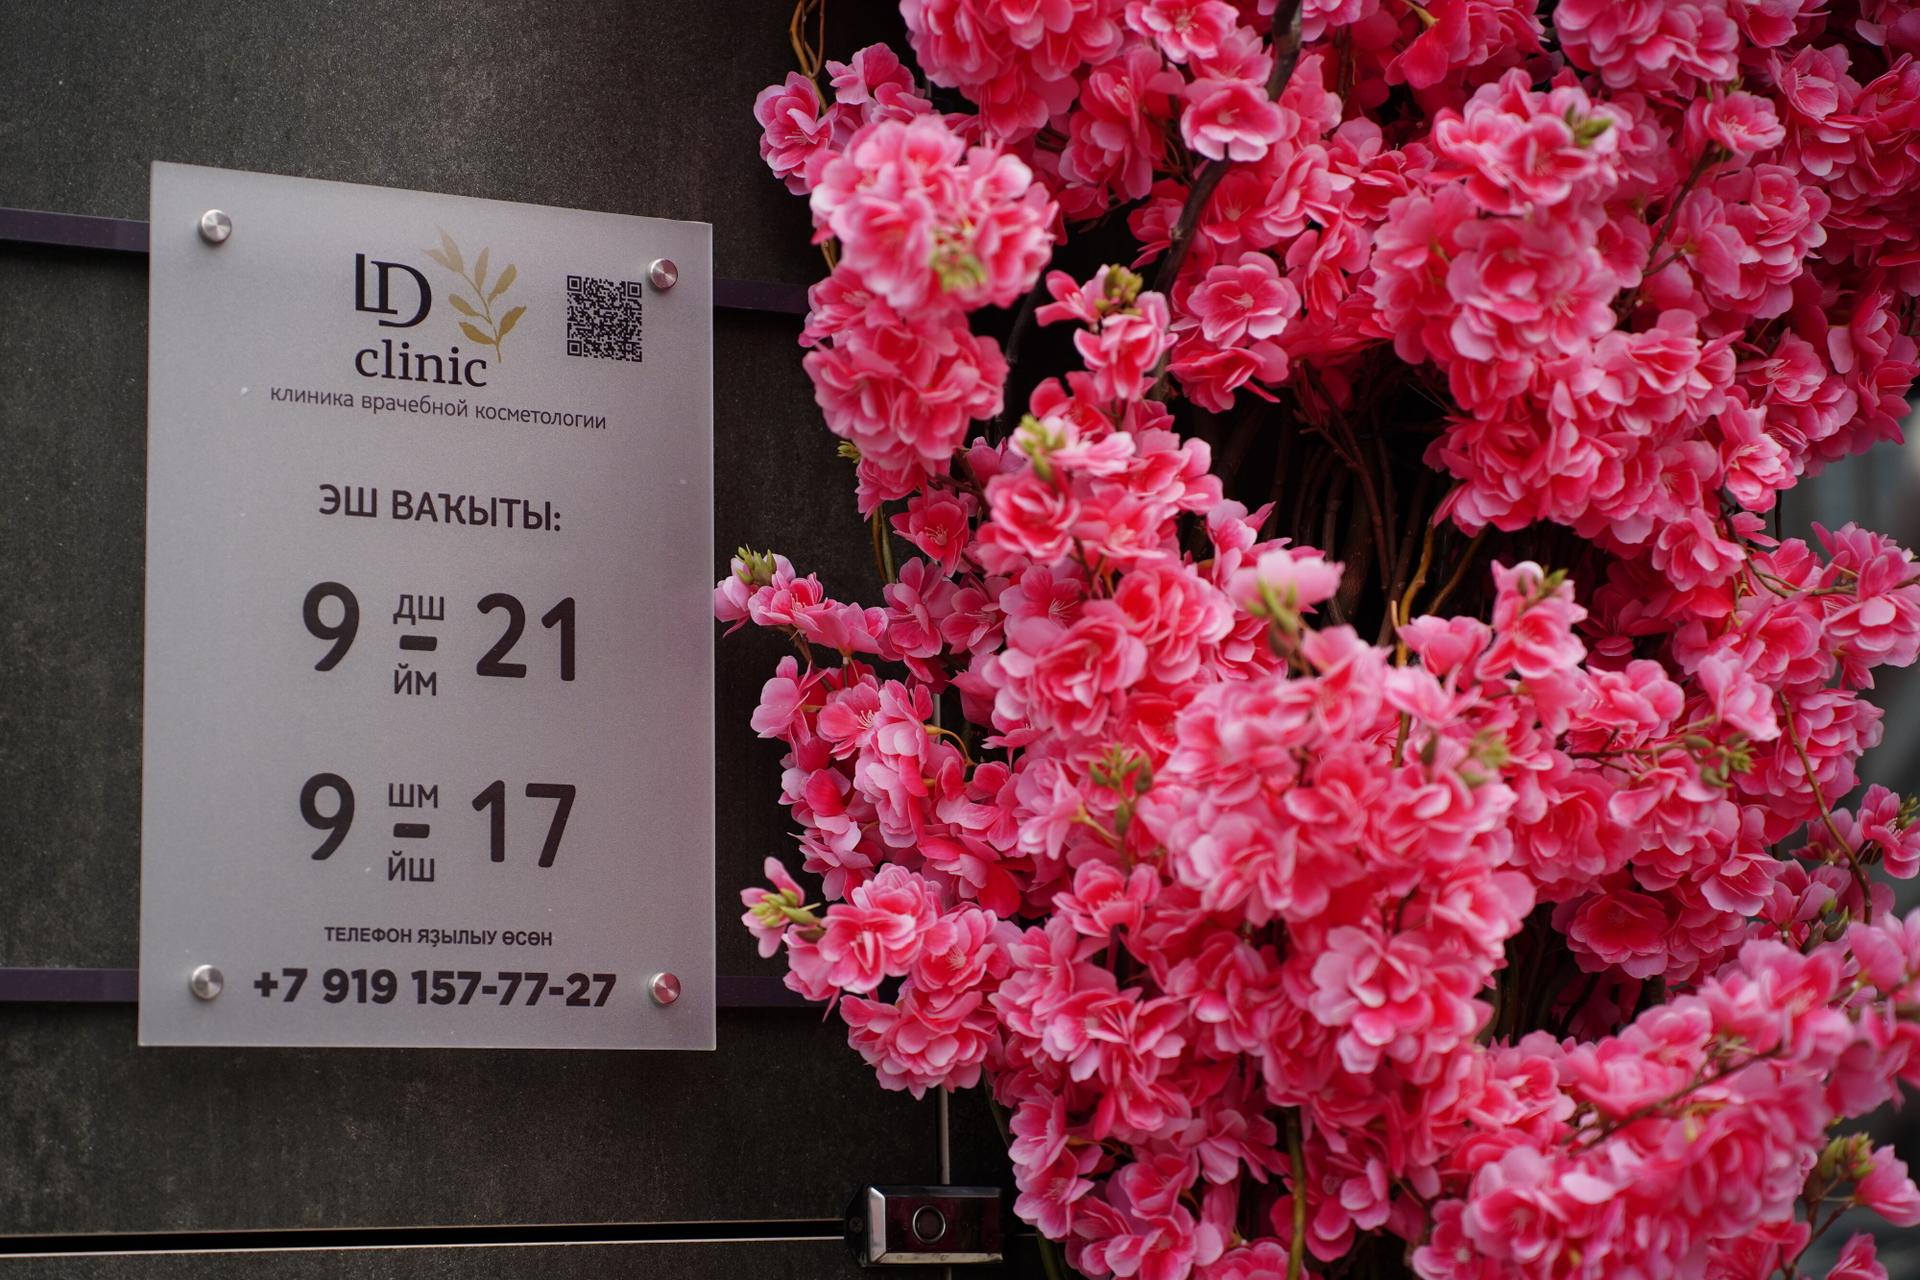 LD
clinic
клиника врачебной косметологии
ЭШ ВАҠЫТЫ:
9 ДШ - ЙМ 21
9 ШМ - ЙШ 17
ТЕЛЕФОН ЯҘЫЛЫУ ӨСӨН
+7 919 157-77-27